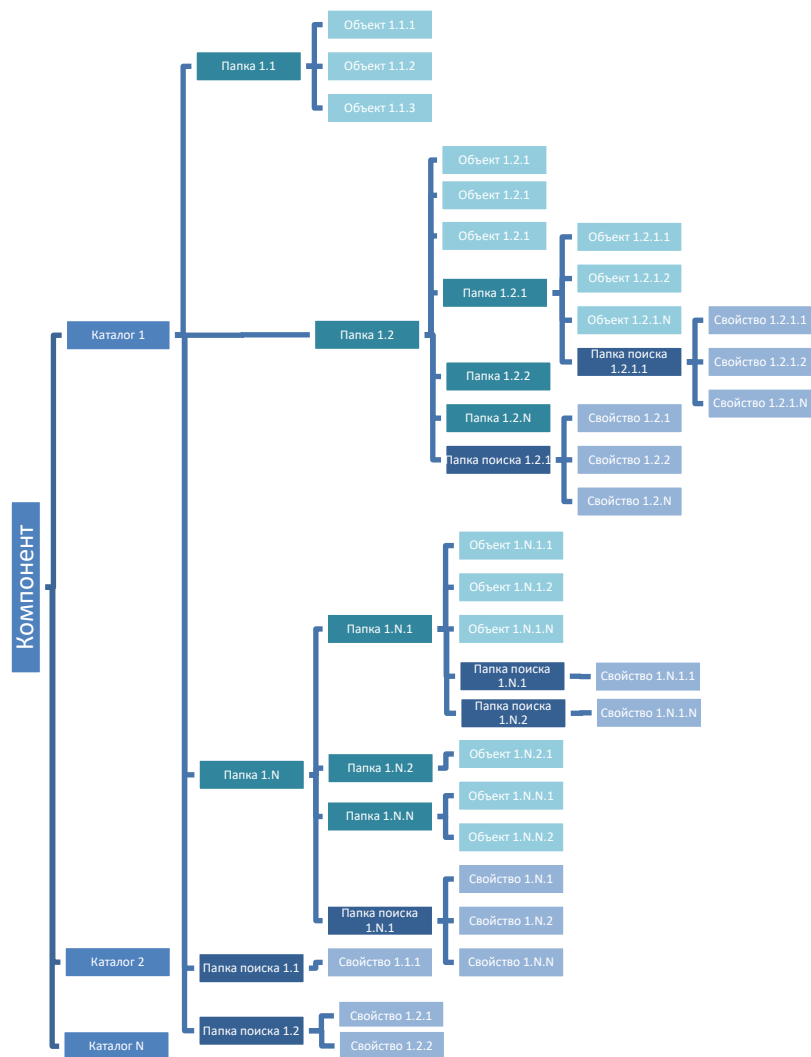 Объект 1.1.1
Папка 1.1
Объект 1.1.2
Объект 1.1.3
Объект 1.2.1
Объект 1.2.1
Объект 1.2.1
Объект 1.2.1.1
Объект 1.2.1.2
Папка 1.2.1
Объект 1.2.1.N
Свойство 1.2.1.1
Каталог 1
Папка 1.2
Папка поиска
1.2.1.1
Свойство 1.2.1.2
Папка 1.2.2
Свойство 1.2.1.N
Папка 1.2.N
Свойство 1.2.1
Папка поиска 1.2.1
Свойство 1.2.2
Свойство 1.2.N
Компонент
Объект 1.N.1.1
Объект 1.N.1.2
Папка 1.N.1
Объект 1.N.1.N
Папка поиска
1.N.1
Свойство 1.N.1.1
Папка поиска
1.N.2
Свойство 1.N.1.N
Папка 1.N
Папка 1.N.2
Объект 1.N.2.1
Папка 1.N.N
Объект 1.N.N.1
Объект 1.N.N.2
Свойство 1.N.1
Папка поиска
1.N.1
Свойство 1.N.2
Свойство 1.N.N
Каталог 2
Папка поиска 1.1
Свойство 1.1.1
Папка поиска 1.2
Свойство 1.2.1
Каталог N
Свойство 1.2.2